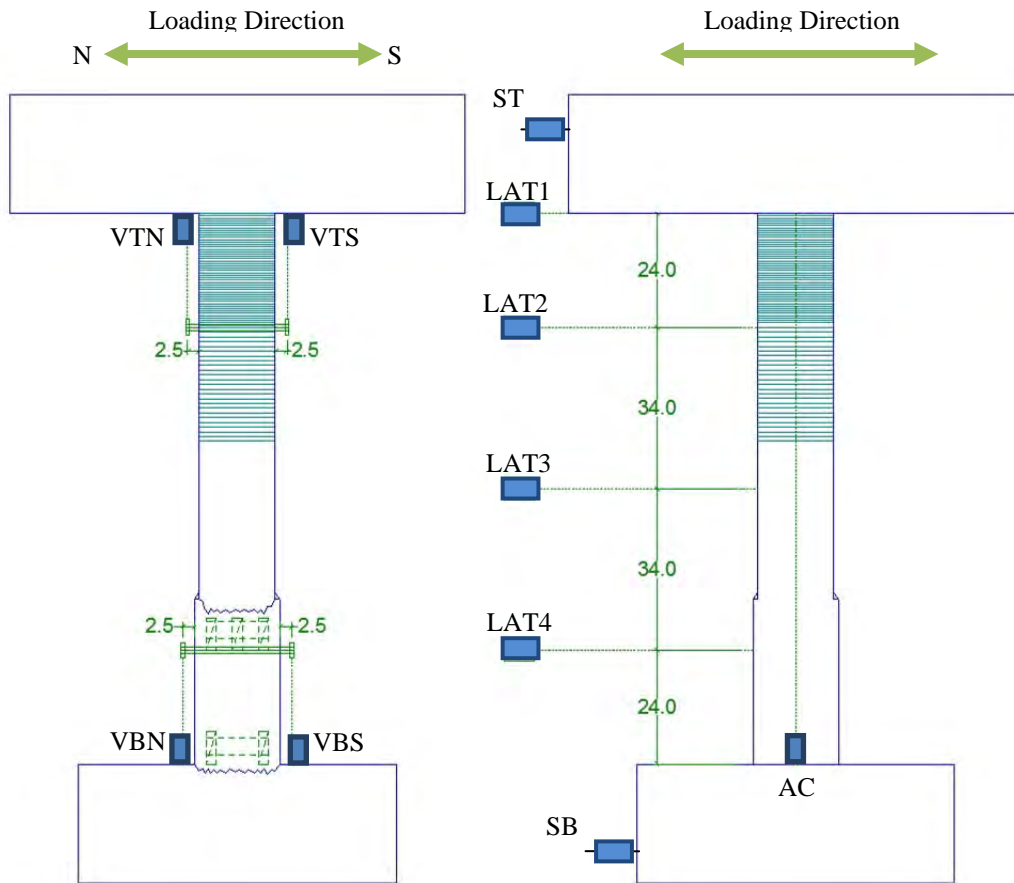 Loading Direction
N S
VTN VTS
2.5 2.5
2.5 2.5
VBN VBS
Loading Direction
ST
LAT1
24.0
LAT2
34.0
LAT3
34.0
LAT4
24.0
AC
SB